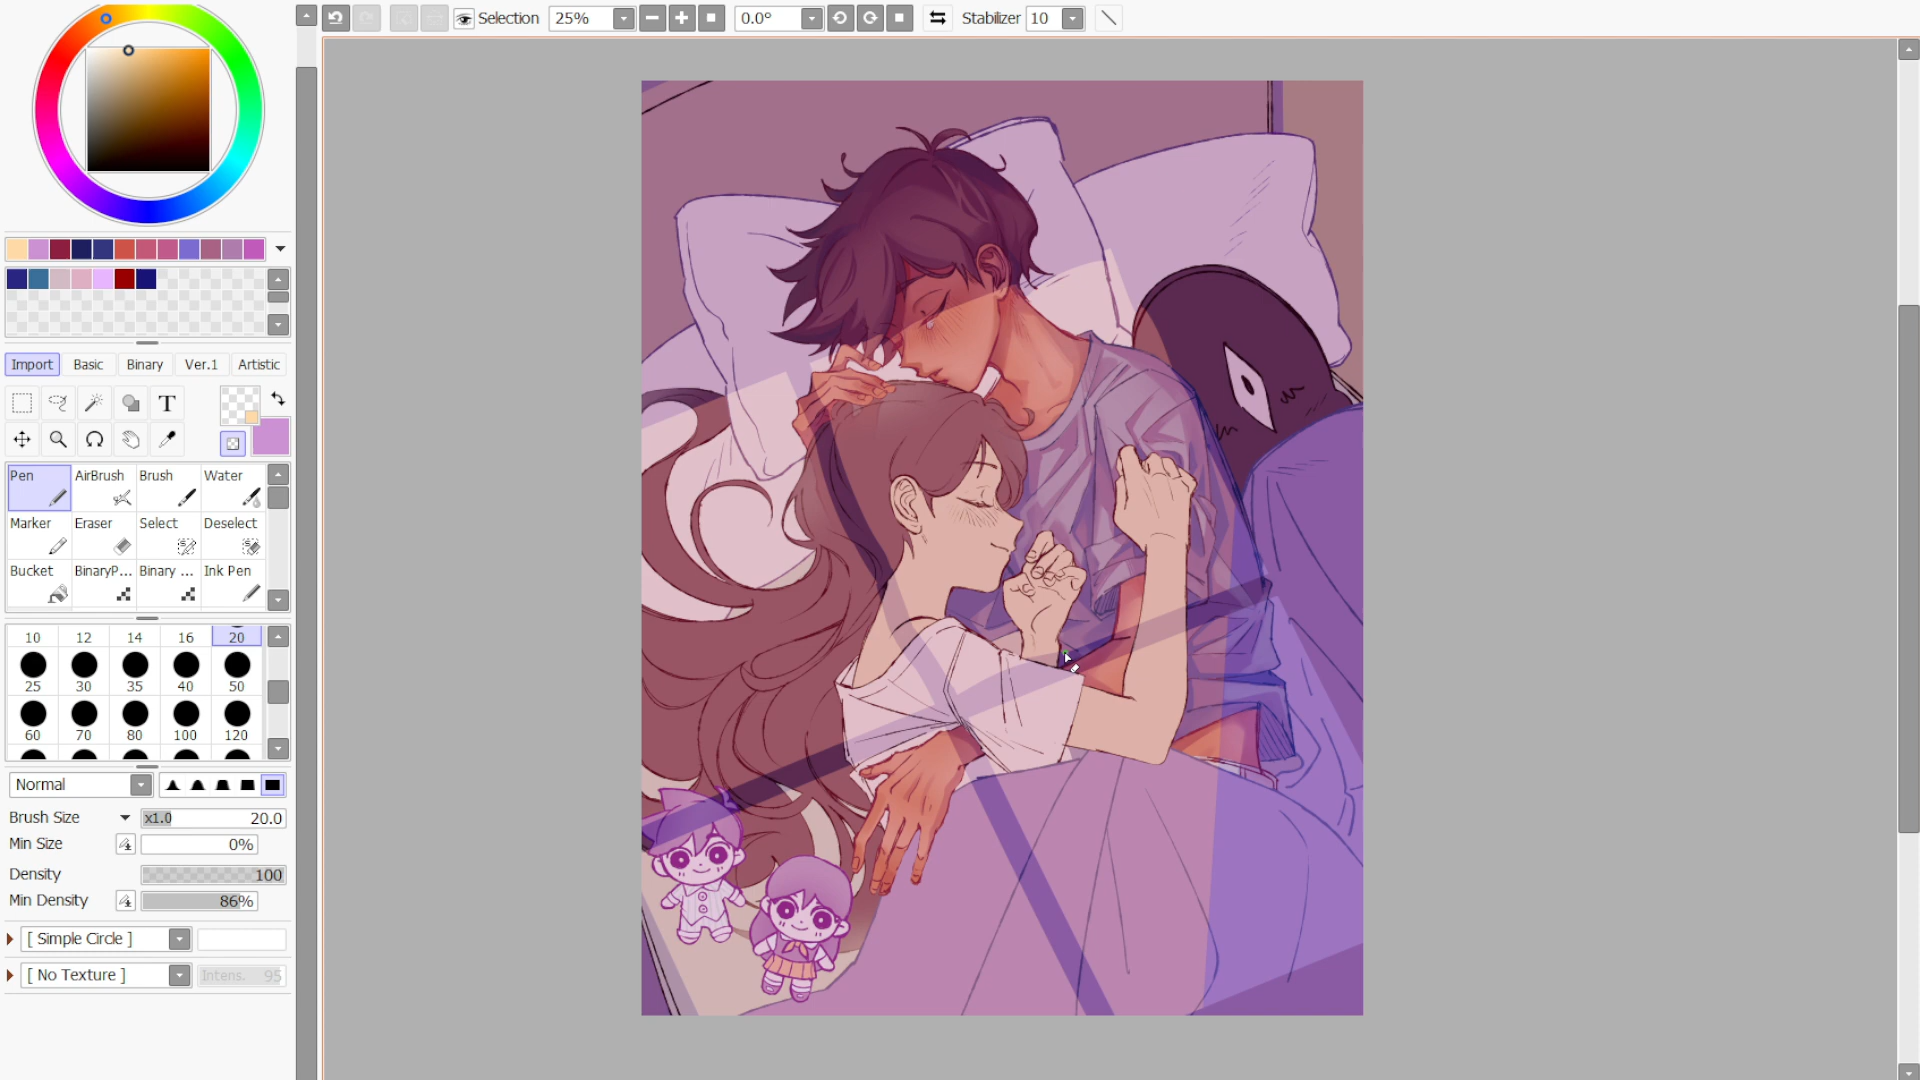 Selection 25% 0.0° Stabilizer 10
Import Basic Binary Ver.1 Artistic
T
Pen AirBrush Brush Water
Marker Eraser Select Deselect
Bucket BinaryP... Binary ... Ink Pen
10 12 14 16 20
25 30 35 40 50
60 70 80 100 120
Normal
Brush Size x1.0 20.0
Min Size 0%
Density 100
Min Density 86%
[ Simple Circle ]
[ No Texture ] Intens. 95